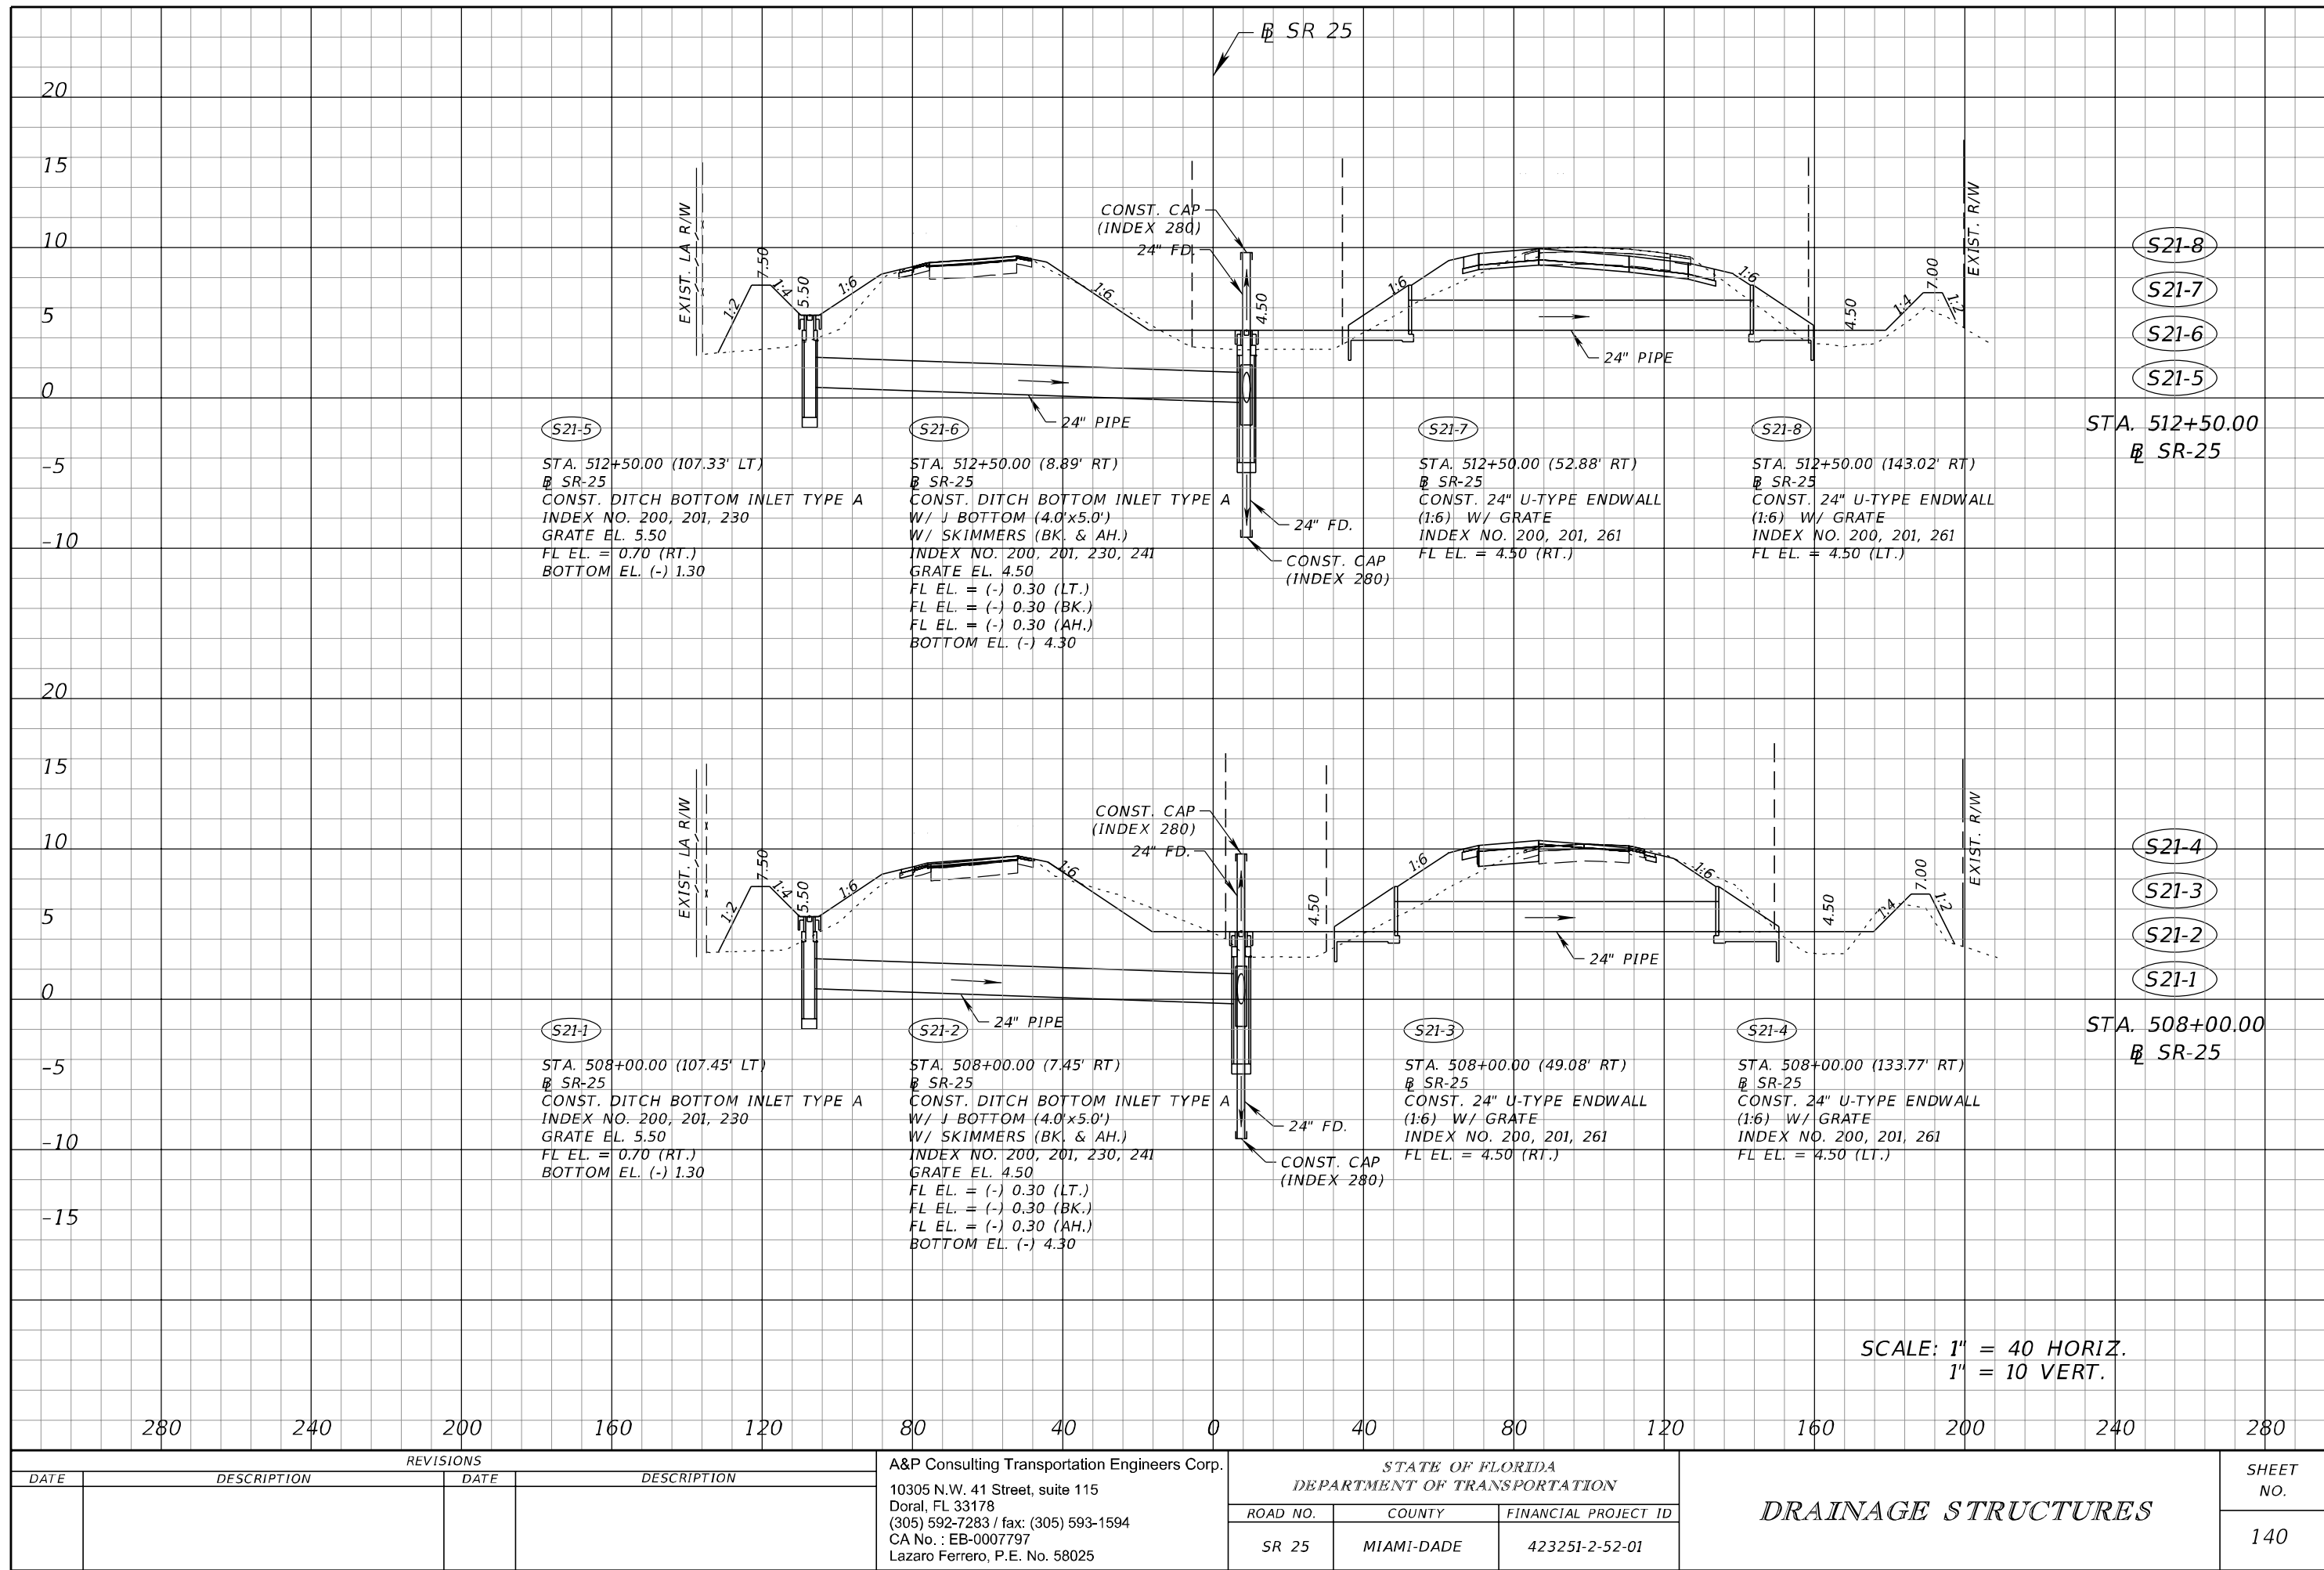 ℄ SR 25
20
15
10
5
0
-5
-10
EXIST. LA R/W
1:2
7.50
1:4
5.50
1:6
1:6
CONST. CAP
(INDEX 280)
24" FD.
4.50
1:6
1:6
24" PIPE
4.50
1:4
7.00
1:2
EXIST. R/W
24" PIPE
24" FD.
CONST. CAP
(INDEX 280)
S21-8
S21-7
S21-6
S21-5
STA. 512+50.00
℄ SR-25
S21-5
STA. 512+50.00 (107.33' LT)
℄ SR-25
CONST. DITCH BOTTOM INLET TYPE A
INDEX NO. 200, 201, 230
GRATE EL. 5.50
FL EL. = 0.70 (RT.)
BOTTOM EL. (-) 1.30
S21-6
STA. 512+50.00 (8.89' RT)
℄ SR-25
CONST. DITCH BOTTOM INLET TYPE A
W/ J BOTTOM (4.0'x5.0')
W/ SKIMMERS (BK. & AH.)
INDEX NO. 200, 201, 230, 241
GRATE EL. 4.50
FL EL. = (-) 0.30 (LT.)
FL EL. = (-) 0.30 (BK.)
FL EL. = (-) 0.30 (AH.)
BOTTOM EL. (-) 4.30
S21-7
STA. 512+50.00 (52.88' RT)
℄ SR-25
CONST. 24" U-TYPE ENDWALL
(1:6) W/ GRATE
INDEX NO. 200, 201, 261
FL EL. = 4.50 (RT.)
S21-8
STA. 512+50.00 (143.02' RT)
℄ SR-25
CONST. 24" U-TYPE ENDWALL
(1:6) W/ GRATE
INDEX NO. 200, 201, 261
FL EL. = 4.50 (LT.)
20
15
10
5
0
-5
-10
-15
EXIST. LA R/W
1:2
7.50
1:4
5.50
1:6
1:6
CONST. CAP
(INDEX 280)
24" FD.
4.50
1:6
1:6
24" PIPE
4.50
1:4
7.00
1:2
EXIST. R/W
24" PIPE
24" FD.
CONST. CAP
(INDEX 280)
S21-4
S21-3
S21-2
S21-1
STA. 508+00.00
℄ SR-25
S21-1
STA. 508+00.00 (107.45' LT)
℄ SR-25
CONST. DITCH BOTTOM INLET TYPE A
INDEX NO. 200, 201, 230
GRATE EL. 5.50
FL EL. = 0.70 (RT.)
BOTTOM EL. (-) 1.30
S21-2
STA. 508+00.00 (7.45' RT)
℄ SR-25
CONST. DITCH BOTTOM INLET TYPE A
W/ J BOTTOM (4.0'x5.0')
W/ SKIMMERS (BK. & AH.)
INDEX NO. 200, 201, 230, 241
GRATE EL. 4.50
FL EL. = (-) 0.30 (LT.)
FL EL. = (-) 0.30 (BK.)
FL EL. = (-) 0.30 (AH.)
BOTTOM EL. (-) 4.30
S21-3
STA. 508+00.00 (49.08' RT)
℄ SR-25
CONST. 24" U-TYPE ENDWALL
(1:6) W/ GRATE
INDEX NO. 200, 201, 261
FL EL. = 4.50 (RT.)
S21-4
STA. 508+00.00 (133.77' RT)
℄ SR-25
CONST. 24" U-TYPE ENDWALL
(1:6) W/ GRATE
INDEX NO. 200, 201, 261
FL EL. = 4.50 (LT.)
SCALE: 1" = 40 HORIZ.
1" = 10 VERT.
280 240 200 160 120 80 40 0 40 80 120 160 200 240 280
REVISIONS
DATE DESCRIPTION DATE DESCRIPTION
A&P Consulting Transportation Engineers Corp.
10305 N.W. 41 Street, suite 115
Doral, FL 33178
(305) 592-7283 / fax: (305) 593-1594
CA No. : EB-0007797
Lazaro Ferrero, P.E. No. 58025
STATE OF FLORIDA
DEPARTMENT OF TRANSPORTATION
ROAD NO. COUNTY FINANCIAL PROJECT ID
SR 25 MIAMI-DADE 423251-2-52-01
DRAINAGE STRUCTURES
SHEET
NO.
140